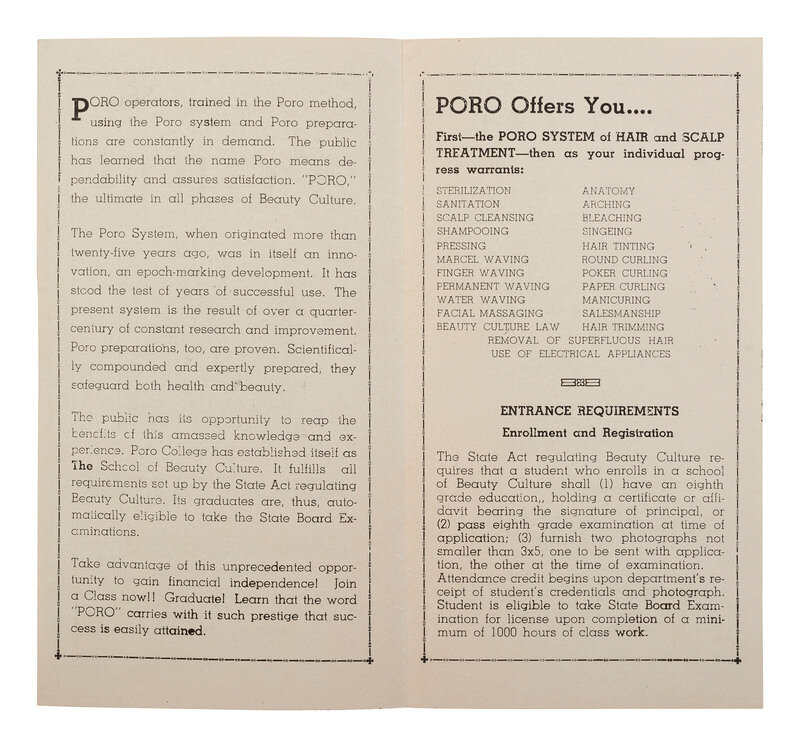 PORO operators, trained in the Poro method,
using the Poro system and Poro prepara-
tions are constantly in demand. The public
has learned that the name Poro means de-
pendability and assures satisfaction. "PORO,"
the ultimate in all phases of Beauty Culture.
The Poro System, when originated more than
twenty-five years ago, was in itself an inno-
vation, an epoch-marking development. It has
stood the test of years of successful use. The
present system is the result of over a quarter-
century of constant research and improvement.
Poro preparations, too, are proven. Scientifical-
ly compounded and expertly prepared, they
safeguard both health and beauty.
The public has its opportunity to reap the
benefits of this amassed knowledge and ex-
perience. Poro College has established itself as
The School of Beauty Culture. It fulfills all
requirements set up by the State Act regulating
Beauty Culture. Its graduates are, thus, auto-
matically eligible to take the State Board Ex-
aminations.
Take advantage of this unprecedented oppor-
tunity to gain financial independence! Join
a Class now!! Graduate! Learn that the word
"PORO" carries with it such prestige that suc-
cess is easily attained.
PORO Offers You....
First—the PORO SYSTEM of HAIR and SCALP
TREATMENT—then as your individual prog-
ress warrants:
STERILIZATION ANATOMY
SANITATION ARCHING
SCALP CLEANSING BLEACHING
SHAMPOOING SINGEING
PRESSING HAIR TINTING
MARCEL WAVING ROUND CURLING
FINGER WAVING POKER CURLING
PERMANENT WAVING PAPER CURLING
WATER WAVING MANICURING
FACIAL MASSAGING SALESMANSHIP
BEAUTY CULTURE LAW HAIR TRIMMING
REMOVAL OF SUPERFLUOUS HAIR
USE OF ELECTRICAL APPLIANCES
ENTRANCE REQUIREMENTS
Enrollment and Registration
The State Act regulating Beauty Culture re-
quires that a student who enrolls in a school
of Beauty Culture shall (1) have an eighth
grade education,, holding a certificate or affi-
davit bearing the signature of principal, or
(2) pass eighth grade examination at time of
application; (3) furnish two photographs not
smaller than 3x5, one to be sent with applica-
tion, the other at the time of examination.
Attendance credit begins upon department's re-
ceipt of student's credentials and photograph.
Student is eligible to take State Board Exam-
ination for license upon completion of a mini-
mum of 1000 hours of class work.